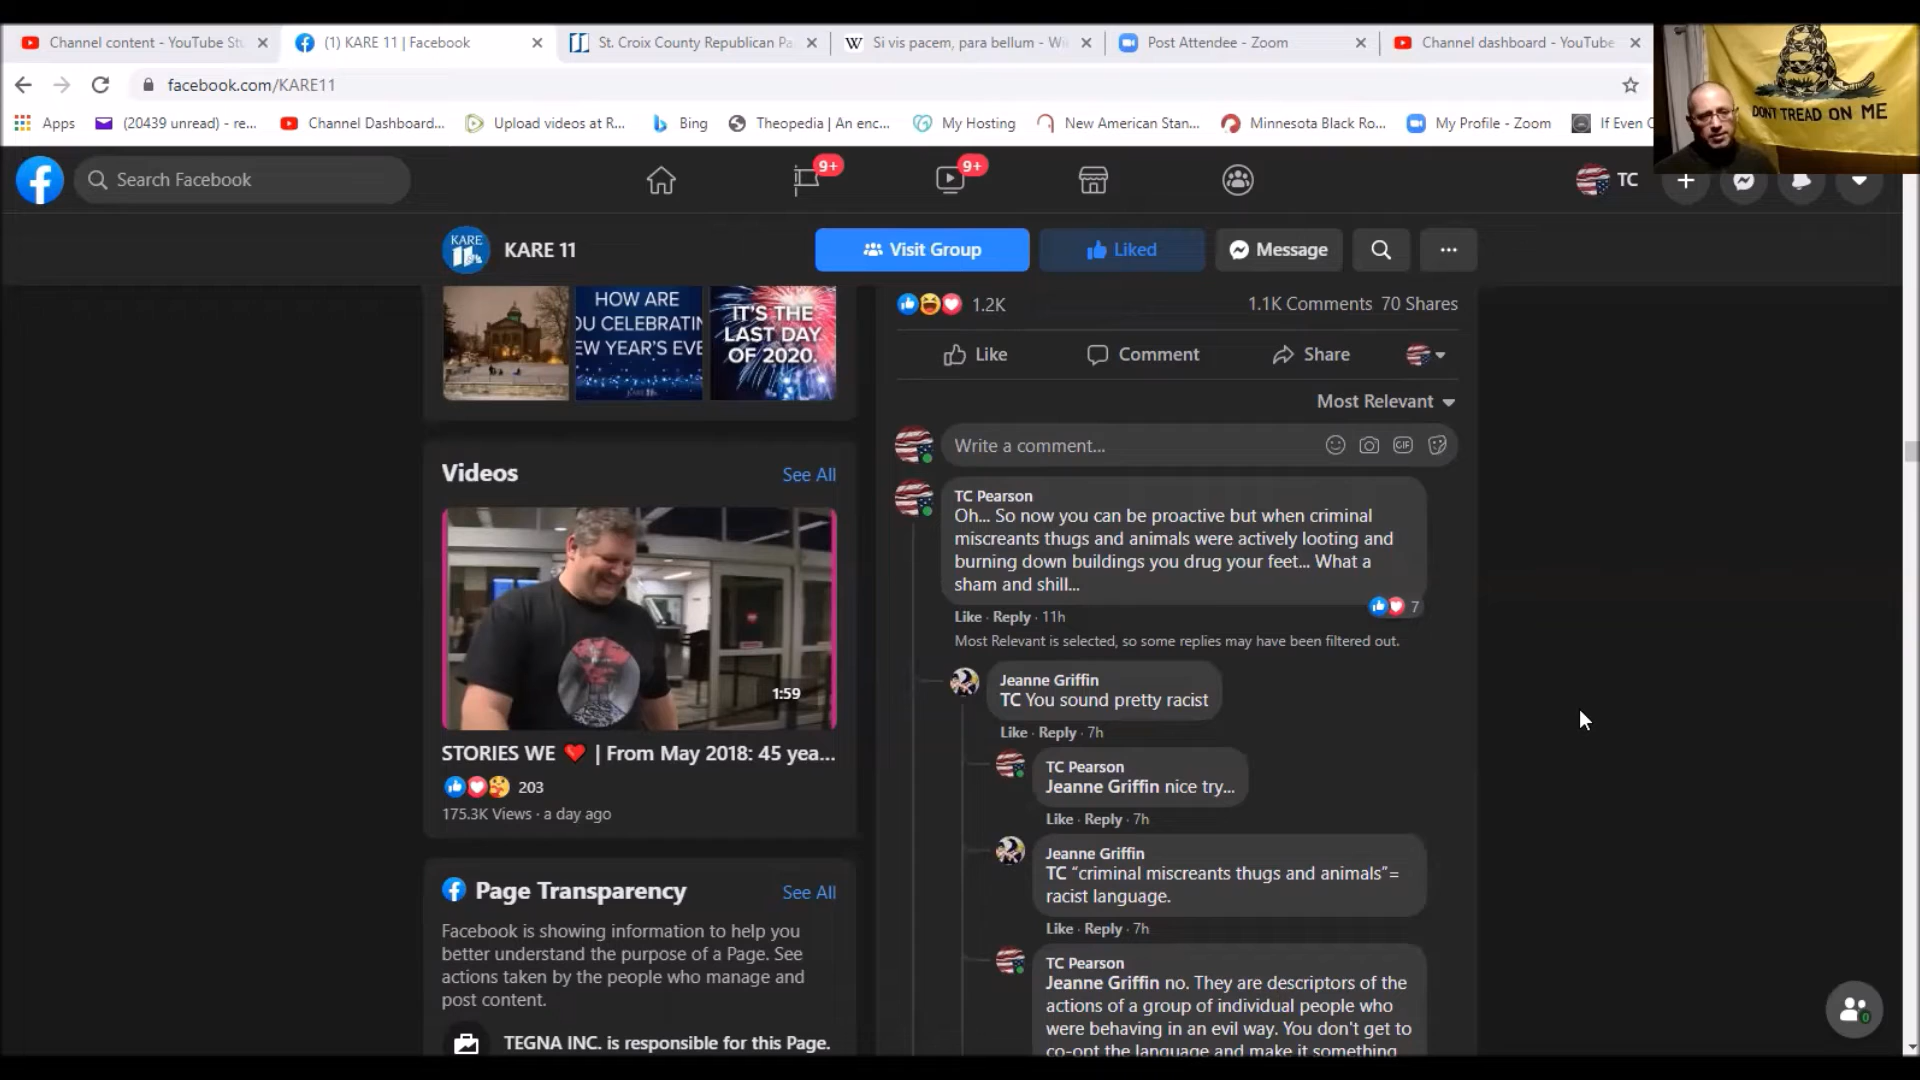 Channel content - YouTube Stu
(1) KARE 11 | Facebook
St. Croix County Republican Pa
Si vis pacem, para bellum - Wi
Post Attendee - Zoom
Channel dashboard - YouTube
facebook.com/KARE11
Apps
(20439 unread) - re...
Channel Dashboard...
Upload videos at R...
Bing
Theopedia | An enc...
My Hosting
New American Stan...
Minnesota Black Ro...
My Profile - Zoom
If Even
DONT TREAD ON ME
Search Facebook
9+
9+
TC
KARE 11
KARE 11
Visit Group
Liked
Message
HOW ARE
OU CELEBRATIN
EW YEAR'S EVE
IT'S THE
LAST DAY
OF 2020.
1.2K
1.1K Comments 70 Shares
Like
Comment
Share
Most Relevant
Write a comment...
GIF
TC Pearson
Oh... So now you can be proactive but when criminal
miscreants thugs and animals were actively looting and
burning down buildings you drug your feet... What a
sham and shill...
7
Like · Reply · 11h
Most Relevant is selected, so some replies may have been filtered out.
Jeanne Griffin
TC You sound pretty racist
Like · Reply · 7h
TC Pearson
Jeanne Griffin nice try...
Like · Reply · 7h
Jeanne Griffin
TC “criminal miscreants thugs and animals”=
racist language.
Like · Reply · 7h
TC Pearson
Jeanne Griffin no. They are descriptors of the
actions of a group of individual people who
were behaving in an evil way. You don't get to
co-opt the language and make it something
Videos
See All
1:59
STORIES WE ❤️ | From May 2018: 45 yea...
203
175.3K Views · a day ago
Page Transparency
See All
Facebook is showing information to help you
better understand the purpose of a Page. See
actions taken by the people who manage and
post content.
TEGNA INC. is responsible for this Page.
0